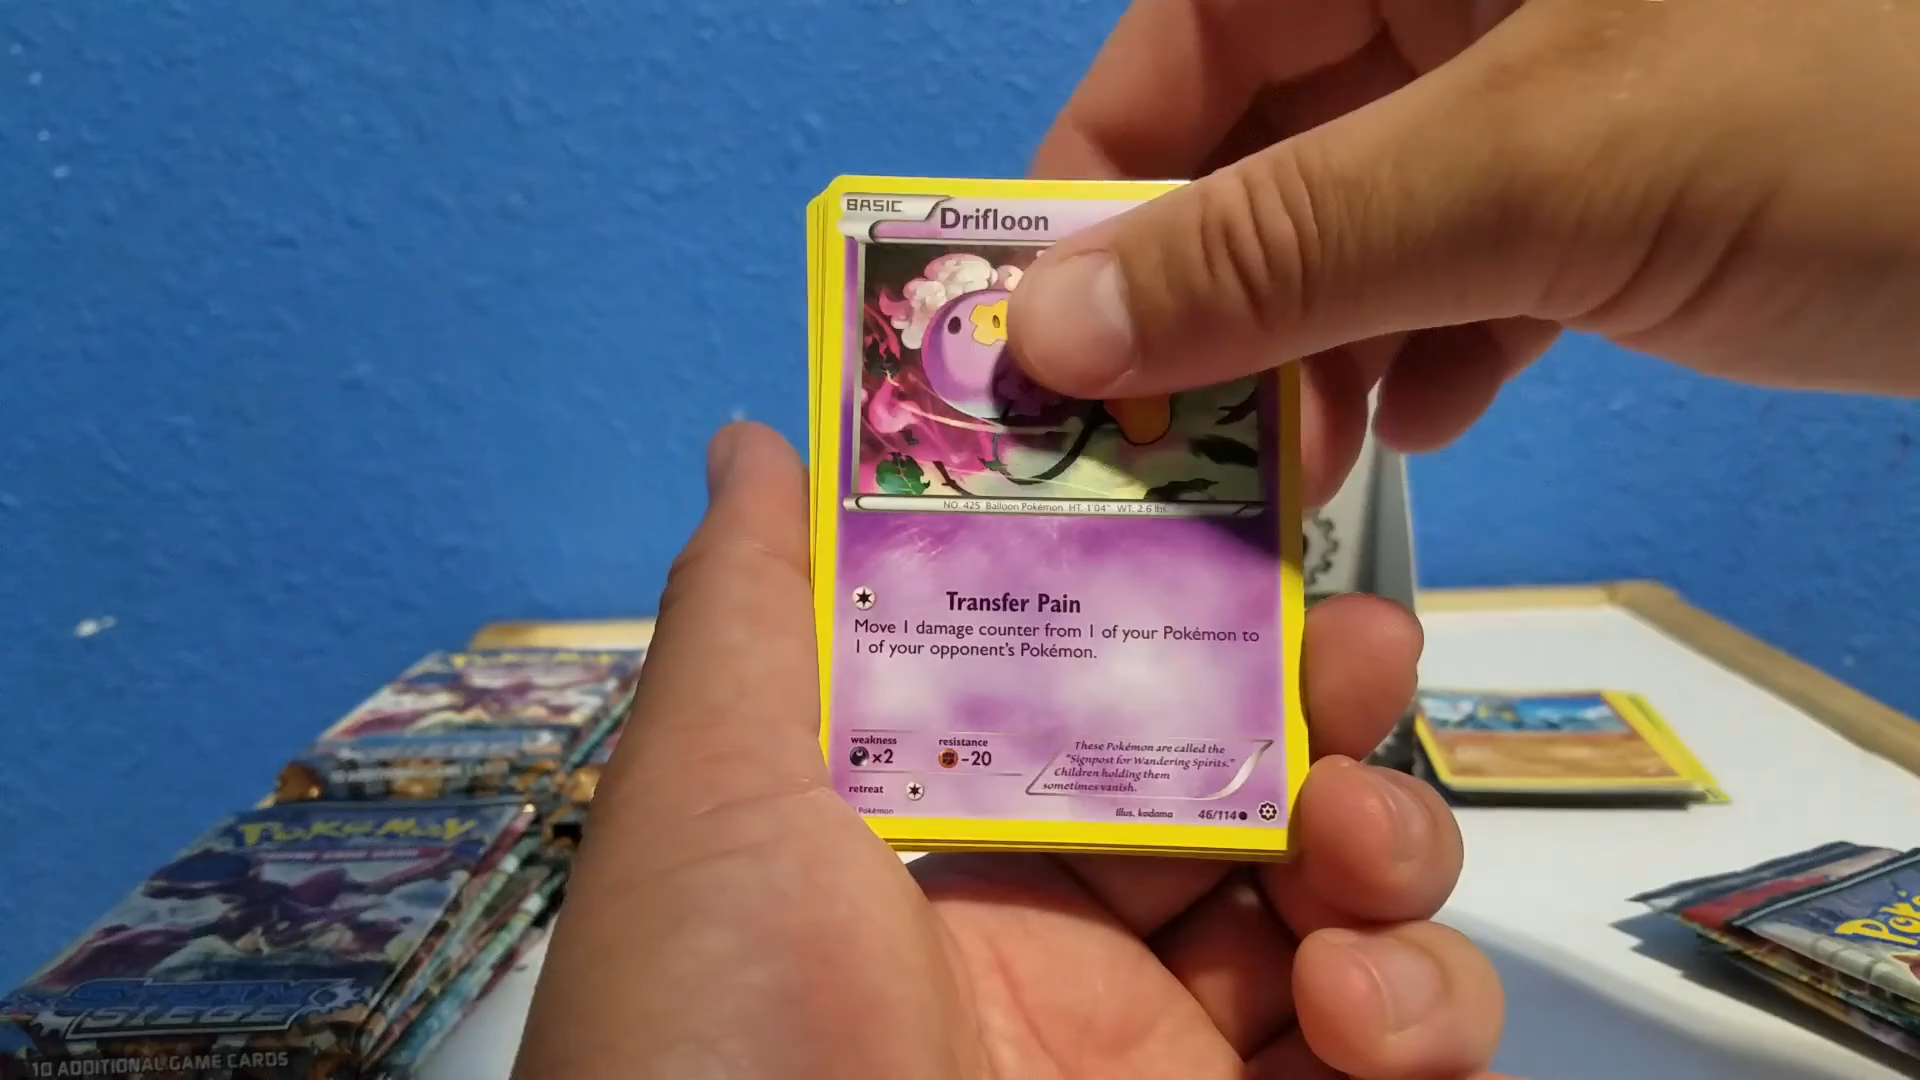 BASIC
Drifloon
NO. 425 Balloon Pokémon HT. 1'04" WT. 2.6 lbs.
Transfer Pain
Move 1 damage counter from 1 of your Pokémon to
1 of your opponent's Pokémon.
weakness
×2
resistance
-20
retreat
These Pokémon are called the
"Signpost for Wandering Spirits."
Children holding them
sometimes vanish.
Pokémon
Illus. kodama
46/114
POKéMON
STEAM
SIEGE
10 ADDITIONAL GAME CARDS